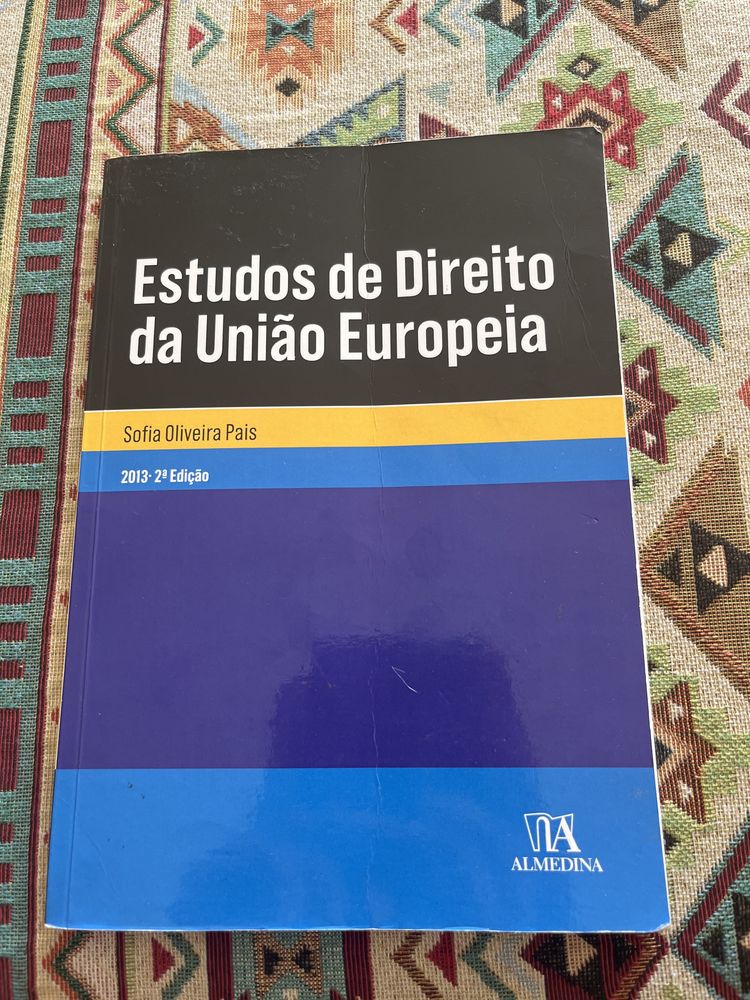 Estudos de Direito
da União Europeia
Sofia Oliveira Pais
2013· 2ª Edição
ALMEDINA